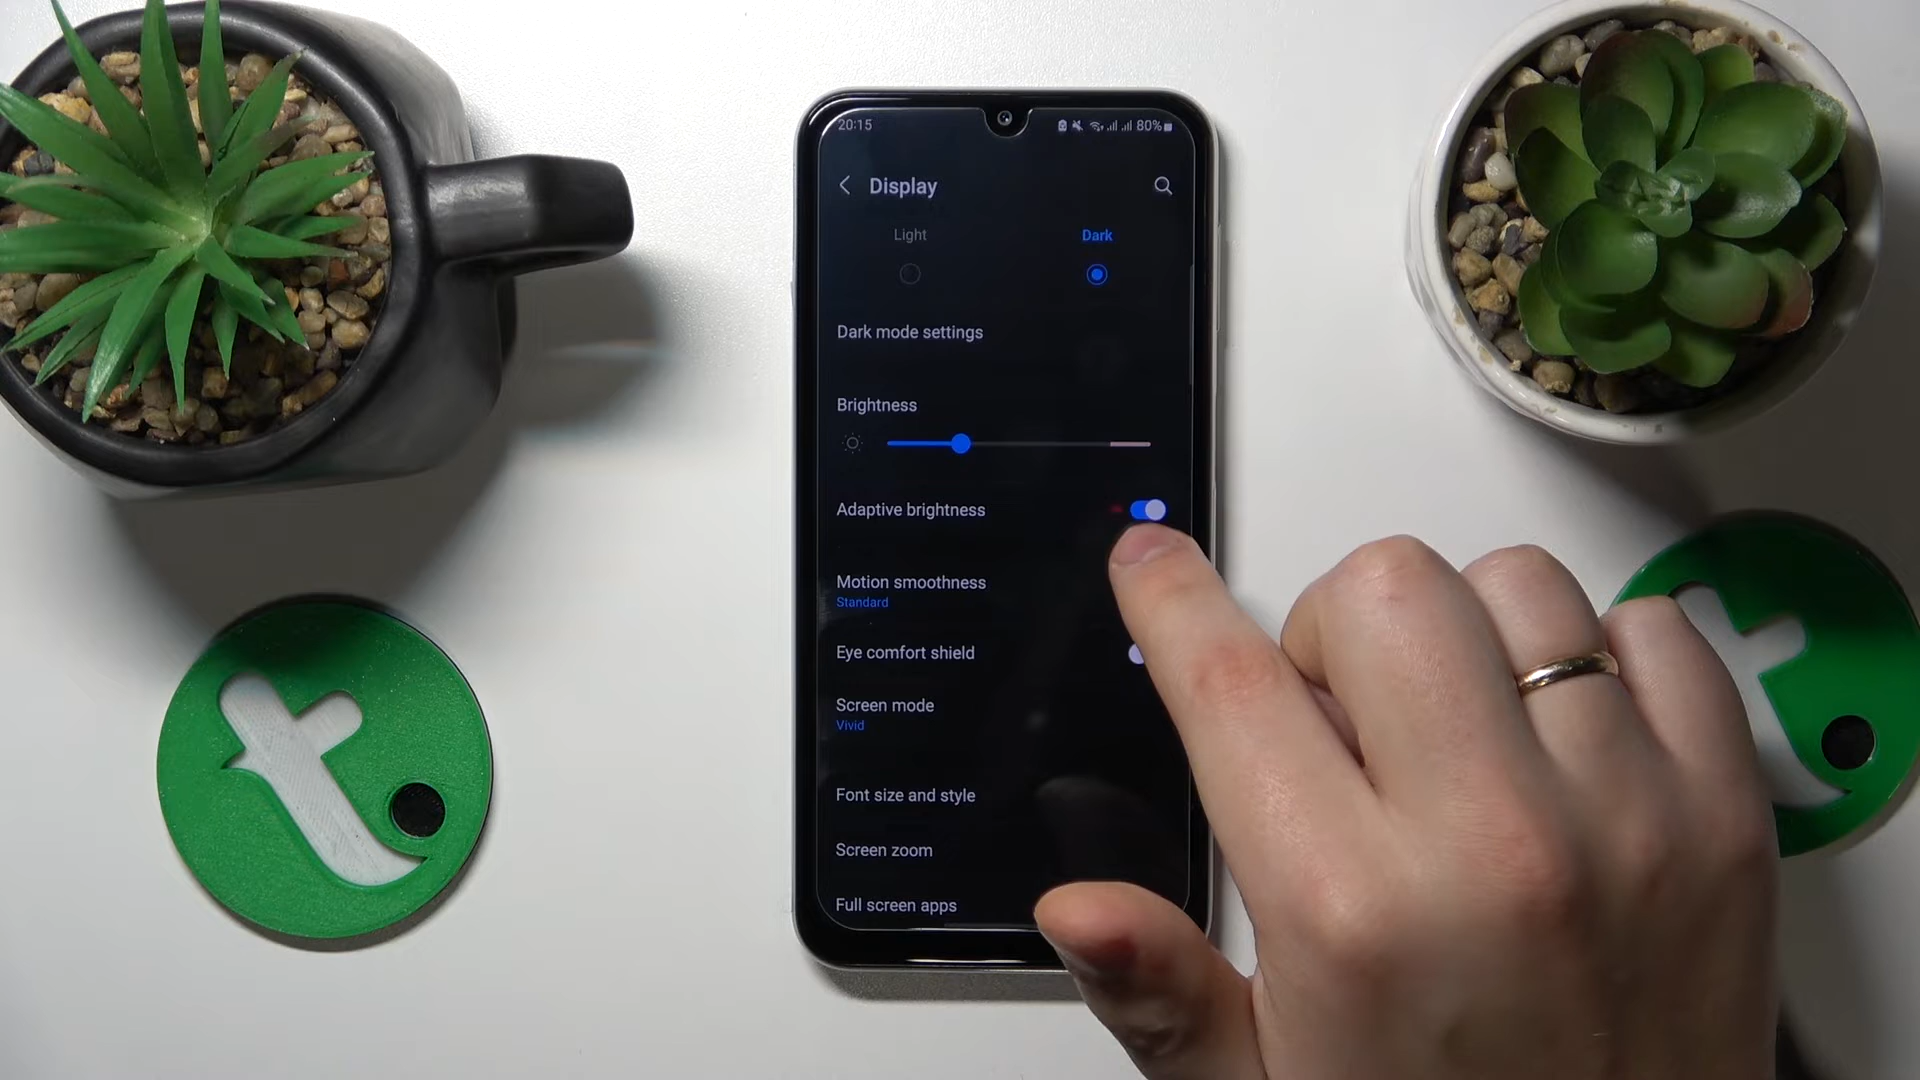 20:15
80%
Display
Light
Dark
Dark mode settings
Brightness
Adaptive brightness
Motion smoothness
Standard
Eye comfort shield
Screen mode
Vivid
Font size and style
Screen zoom
Full screen apps